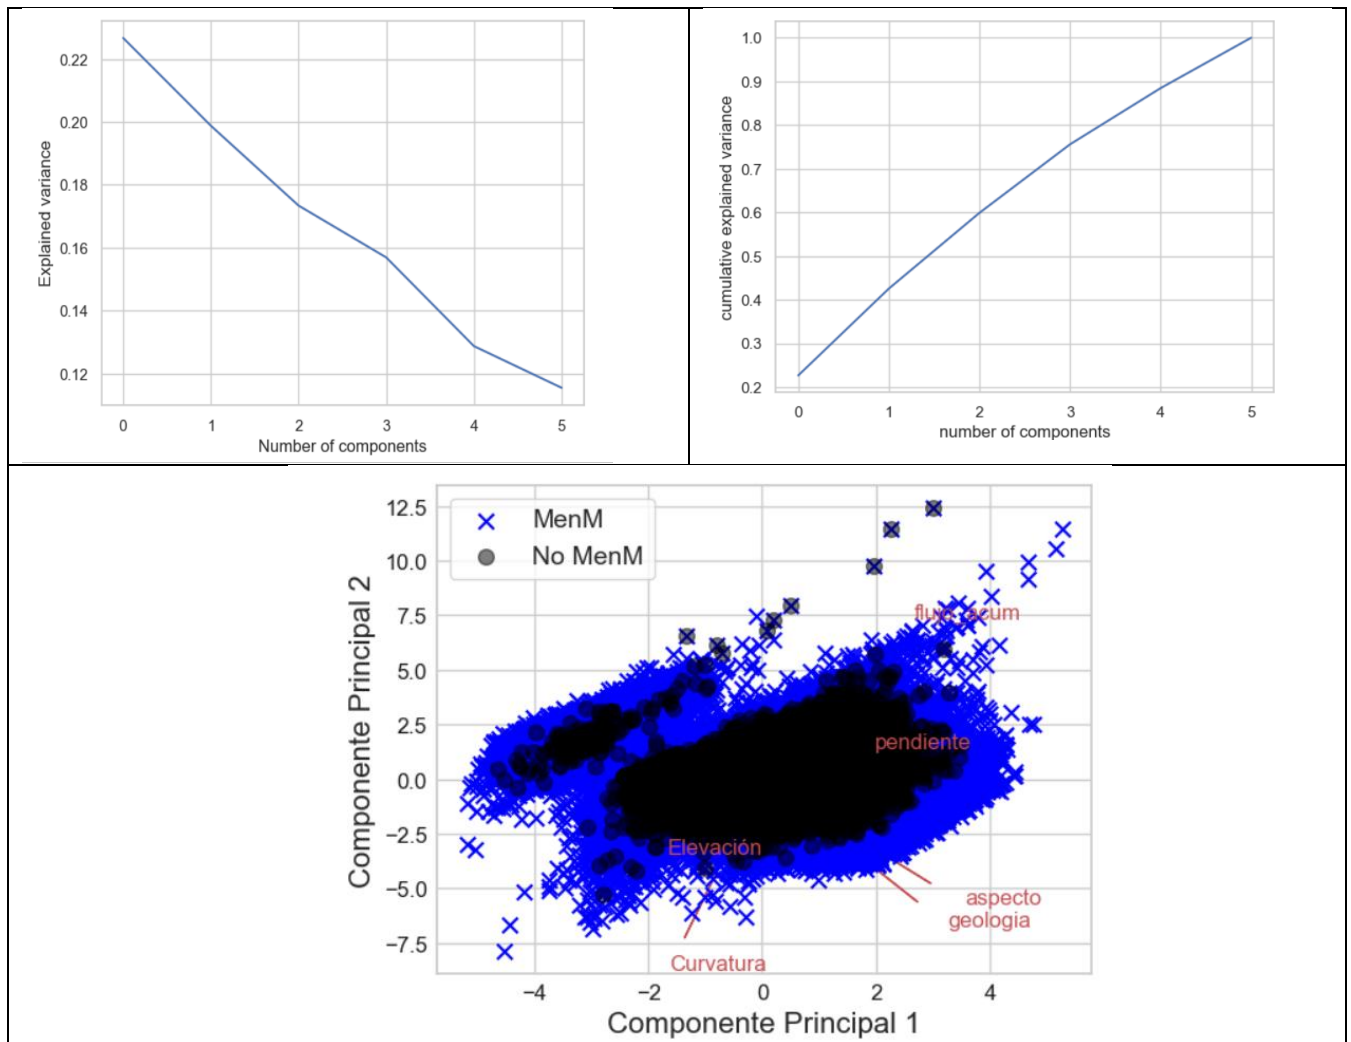 0.22
0.20
0.18
0.16
0.14
0.12
Explained variance
0 1 2 3 4 5
Number of components
1.0
0.9
0.8
0.7
0.6
0.5
0.4
0.3
0.2
cumulative explained variance
0 1 2 3 4 5
number of components
12.5
10.0
7.5
5.0
2.5
0.0
−2.5
−5.0
−7.5
Componente Principal 2
MenM
No MenM
flujo_acum
pendiente
Elevación
aspecto
geologia
Curvatura
−4 −2 0 2 4
Componente Principal 1